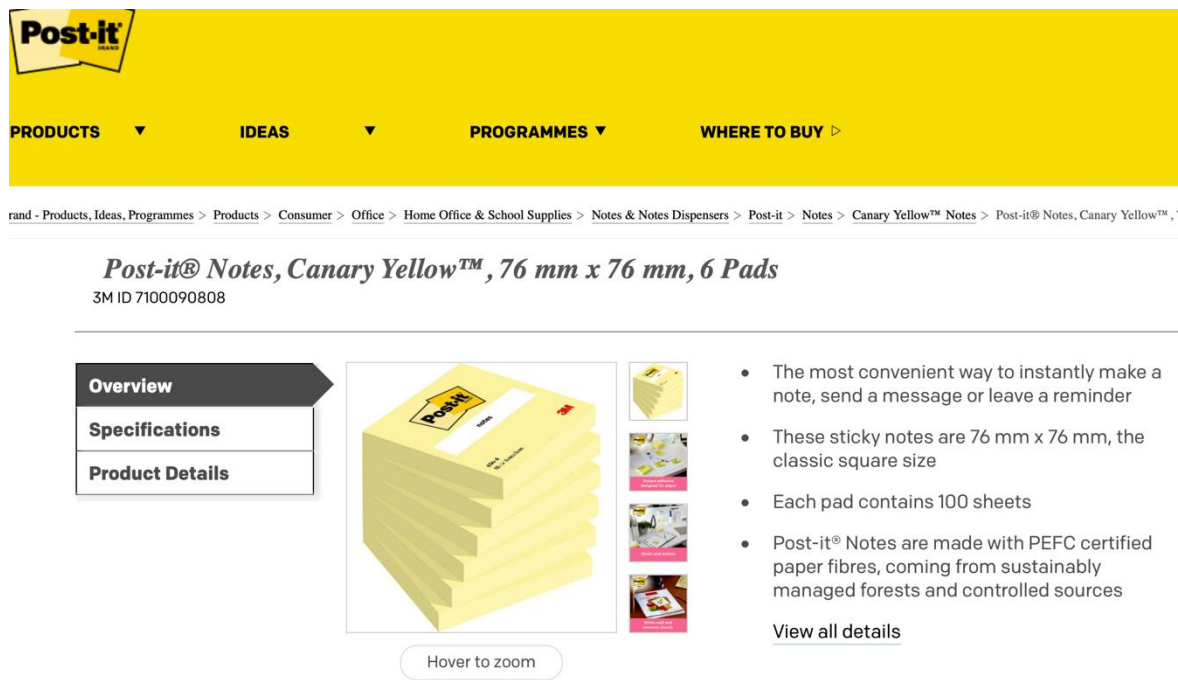 Post-it
BRAND
PRODUCTS ▼ IDEAS ▼ PROGRAMMES ▼ WHERE TO BUY ▷
rand - Products, Ideas, Programmes > Products > Consumer > Office > Home Office & School Supplies > Notes & Notes Dispensers > Post-it > Notes > Canary Yellow™ Notes > Post-it® Notes, Canary Yellow™,
Post-it® Notes, Canary Yellow™, 76 mm x 76 mm, 6 Pads
3M ID 7100090808
Overview
Specifications
Product Details
Post-it
notes
3M
Hover to zoom
• The most convenient way to instantly make a
note, send a message or leave a reminder
• These sticky notes are 76 mm x 76 mm, the
classic square size
• Each pad contains 100 sheets
• Post-it® Notes are made with PEFC certified
paper fibres, coming from sustainably
managed forests and controlled sources
View all details